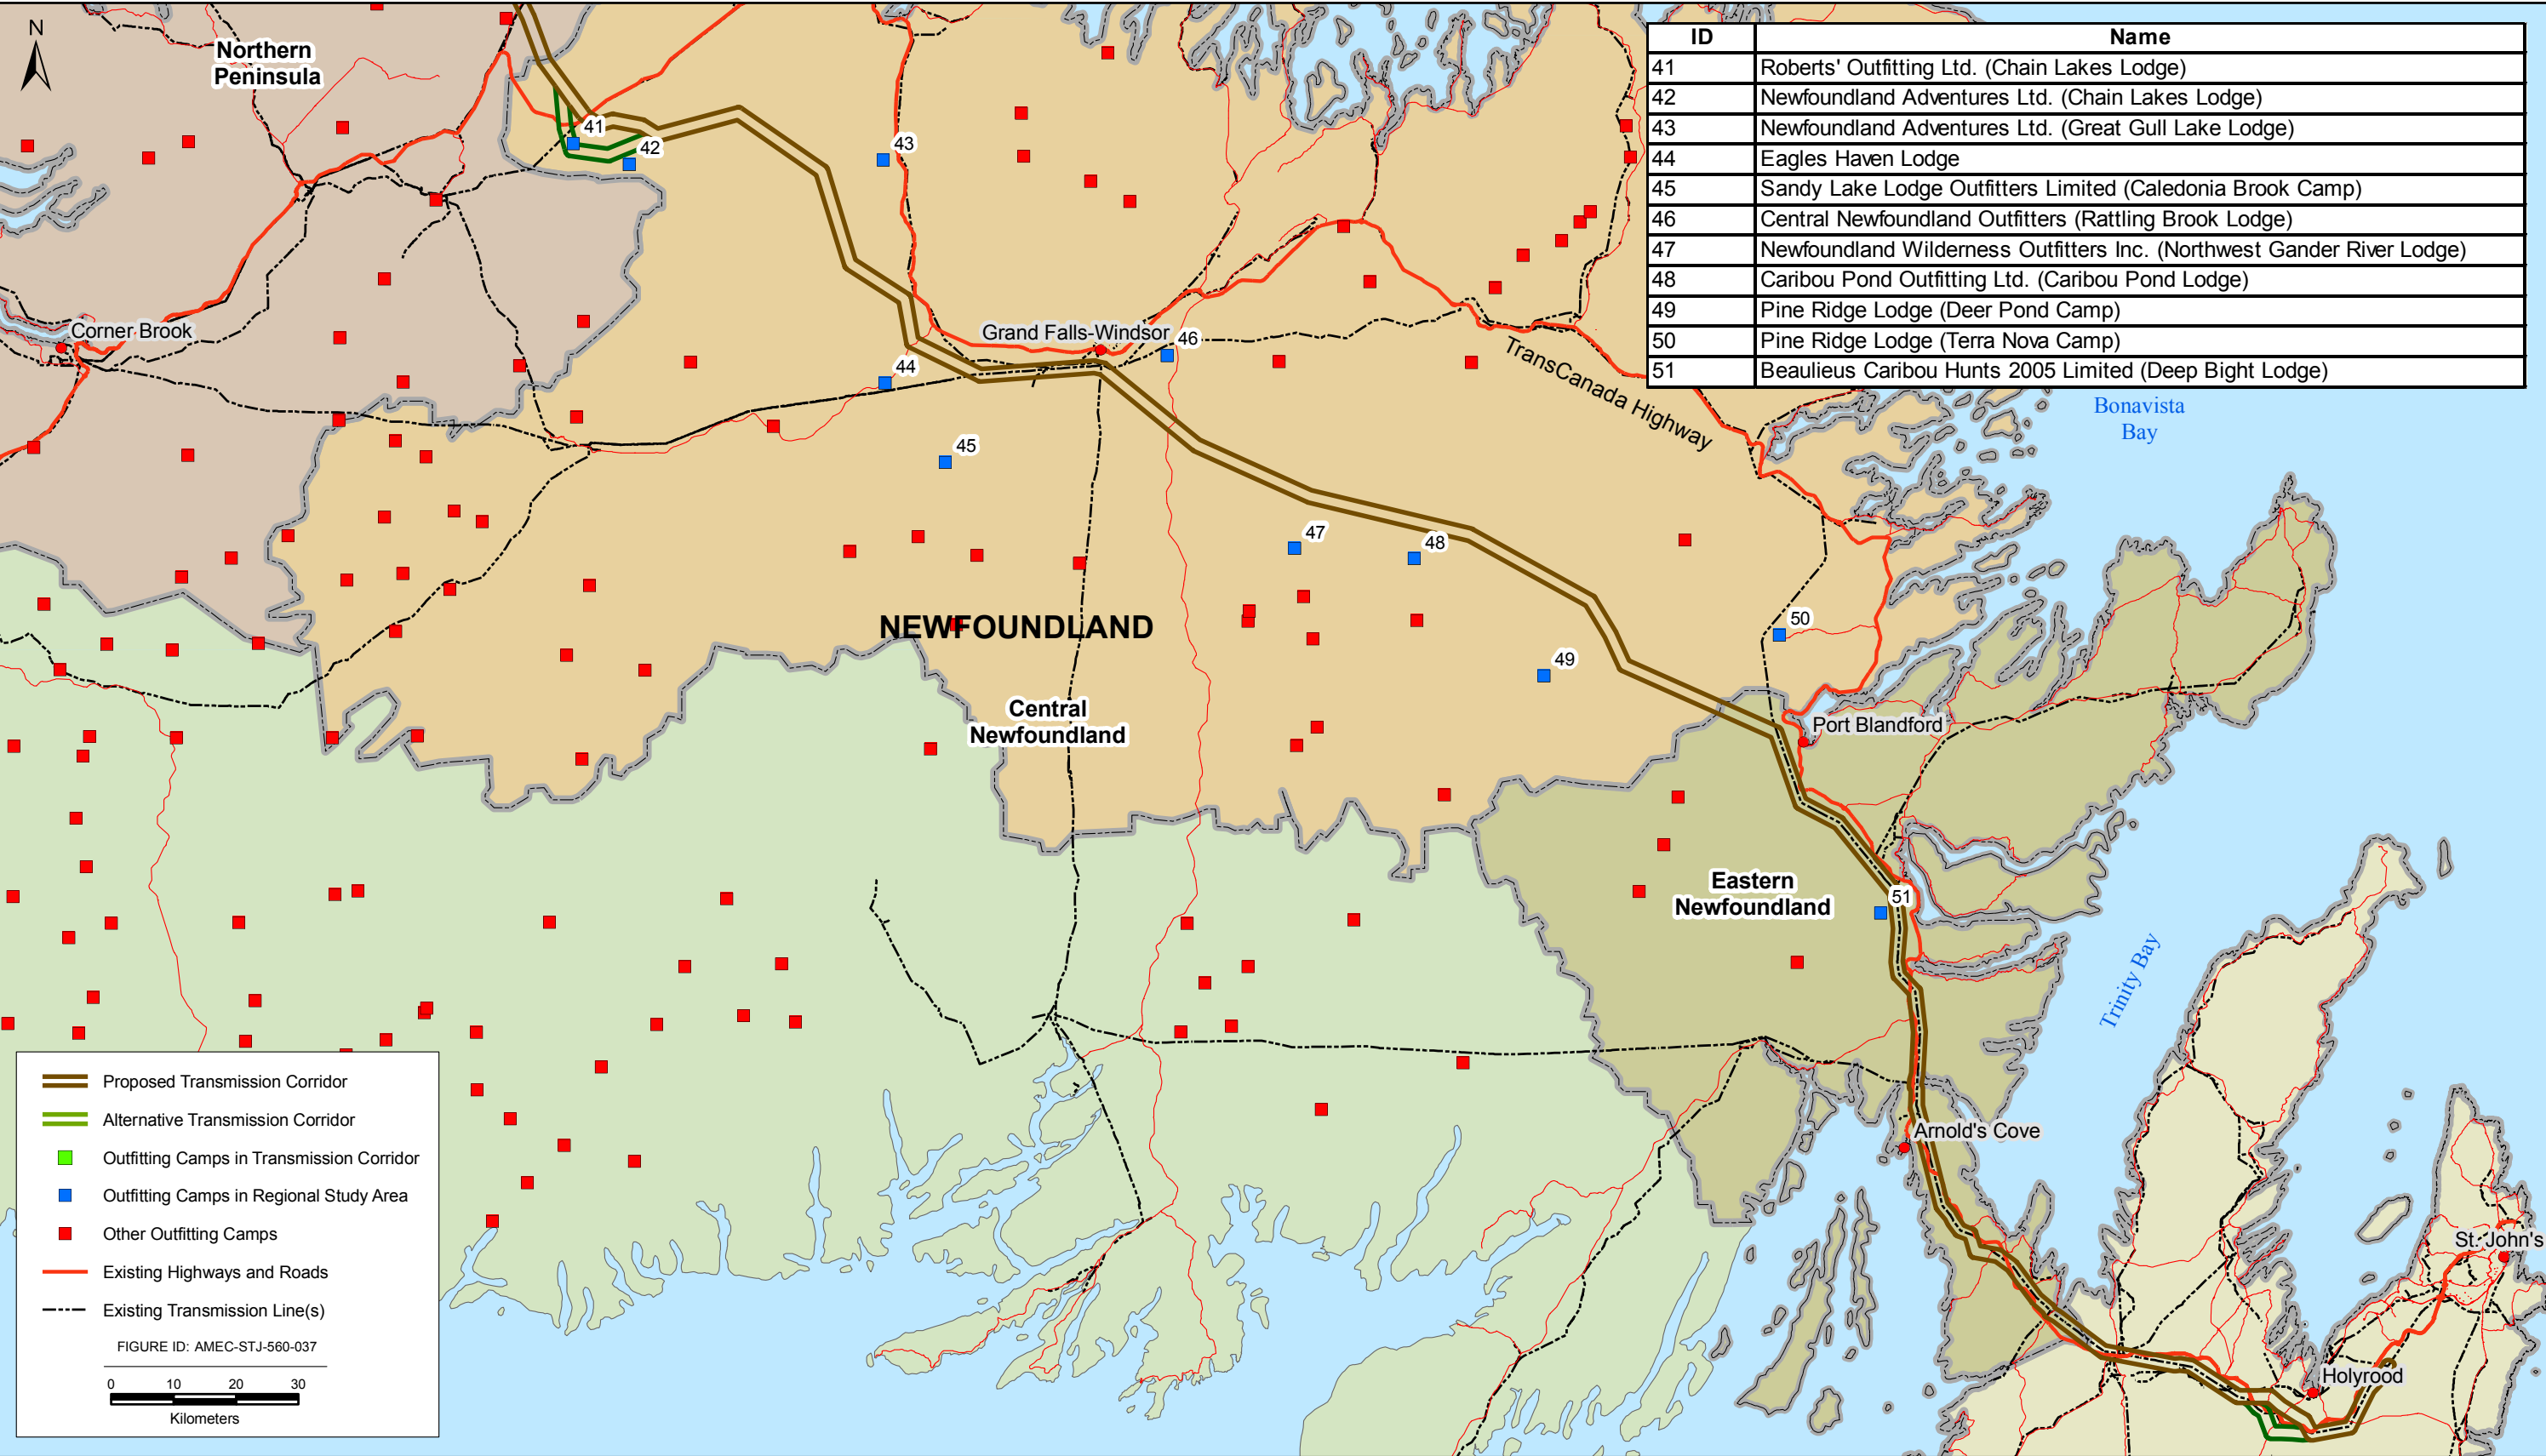 N
Northern
Peninsula
ID Name
41 Roberts' Outfitting Ltd. (Chain Lakes Lodge)
42 Newfoundland Adventures Ltd. (Chain Lakes Lodge)
43 Newfoundland Adventures Ltd. (Great Gull Lake Lodge)
44 Eagles Haven Lodge
45 Sandy Lake Lodge Outfitters Limited (Caledonia Brook Camp)
46 Central Newfoundland Outfitters (Rattling Brook Lodge)
47 Newfoundland Wilderness Outfitters Inc. (Northwest Gander River Lodge)
48 Caribou Pond Outfitting Ltd. (Caribou Pond Lodge)
49 Pine Ridge Lodge (Deer Pond Camp)
50 Pine Ridge Lodge (Terra Nova Camp)
51 Beaulieus Caribou Hunts 2005 Limited (Deep Bight Lodge)
41
42
43
Corner Brook
Grand Falls-Windsor
46
44
TransCanada Highway
Bonavista
Bay
45
47
48
50
NEWFOUNDLAND
49
Central
Newfoundland
Port Blandford
Eastern
Newfoundland
51
Trinity Bay
Arnold's Cove
St. John's
Holyrood
Proposed Transmission Corridor
Alternative Transmission Corridor
Outfitting Camps in Transmission Corridor
Outfitting Camps in Regional Study Area
Other Outfitting Camps
Existing Highways and Roads
Existing Transmission Line(s)
FIGURE ID: AMEC-STJ-560-037
0 10 20 30
Kilometers